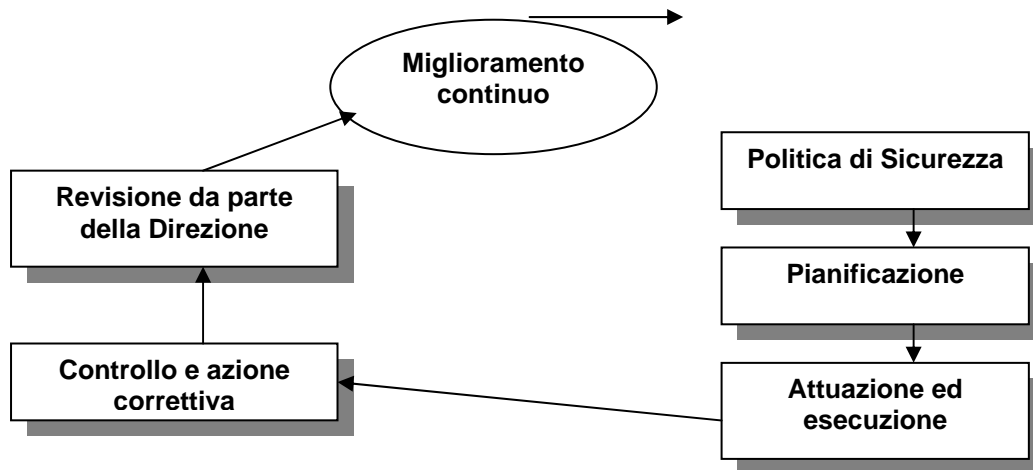 Miglioramento
continuo
Politica di Sicurezza
Revisione da parte
della Direzione
Pianificazione
Controllo e azione
correttiva
Attuazione ed
esecuzione